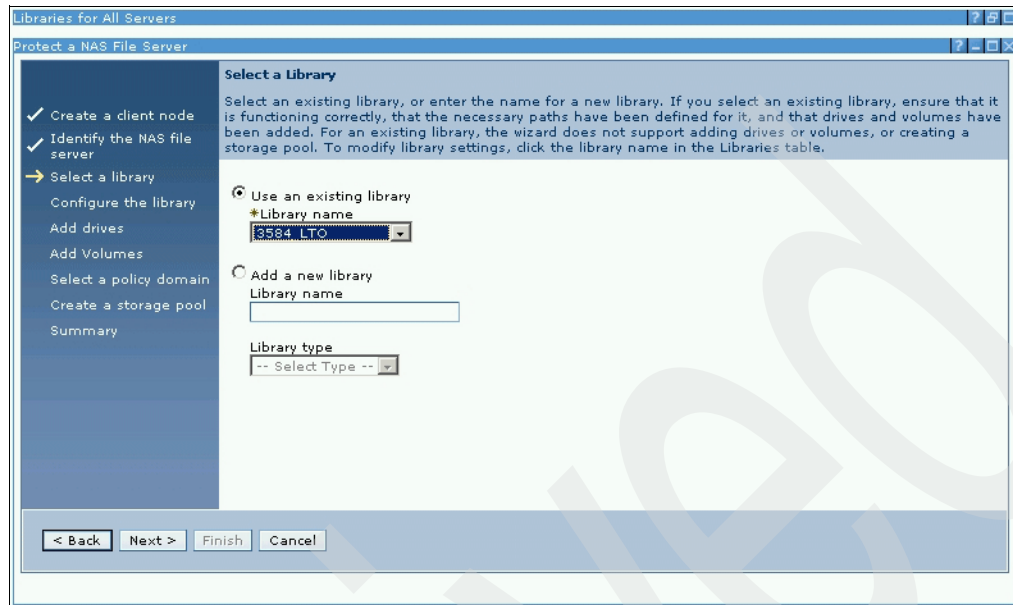 Libraries for All Servers
Protect a NAS File Server
Create a client node
Identify the NAS file
server
Select a library
Configure the library
Add drives
Add Volumes
Select a policy domain
Create a storage pool
Summary
Select a Library
Select an existing library, or enter the name for a new library. If you select an existing library, ensure that it
is functioning correctly, that the necessary paths have been defined for it, and that drives and volumes have
been added. For an existing library, the wizard does not support adding drives or volumes, or creating a
storage pool. To modify library settings, click the library name in the Libraries table.
Use an existing library
*Library name
3584_LTO
Add a new library
Library name
Library type
-- Select Type --
< Back Next > Finish Cancel